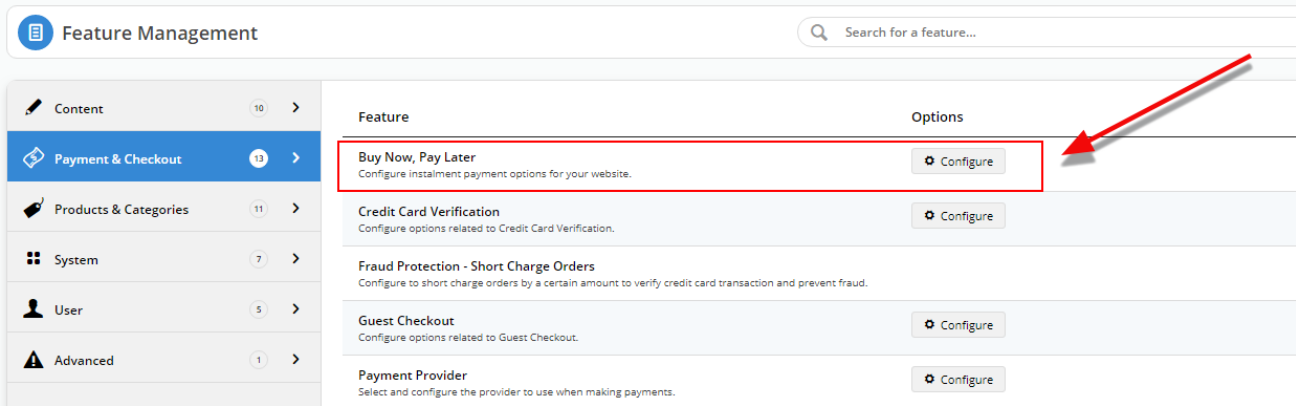 Feature Management
Search for a feature...
Content 10
Payment & Checkout 13
Products & Categories 11
System 7
User 5
Advanced 1
Feature Options
Buy Now, Pay Later
Configure instalment payment options for your website.
Configure
Credit Card Verification
Configure options related to Credit Card Verification.
Configure
Fraud Protection - Short Charge Orders
Configure to short charge orders by a certain amount to verify credit card transaction and prevent fraud.
Guest Checkout
Configure options related to Guest Checkout.
Configure
Payment Provider
Select and configure the provider to use when making payments.
Configure